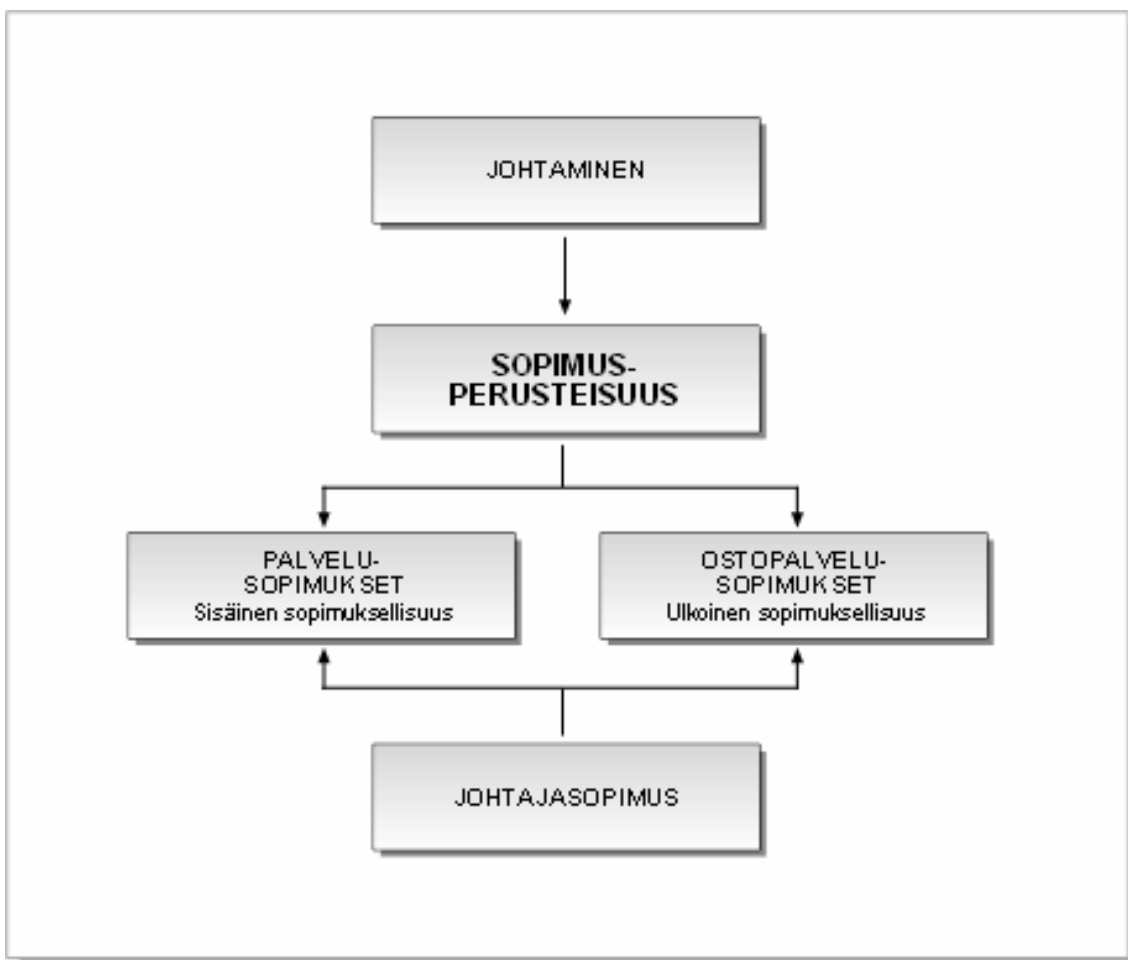 JOHTAMINEN
SOPIMUS-
PERUSTEISUUS
PALVELU-
SOPIMUKSET
Sisäinen sopimuksellisuus
OSTOPALVELU-
SOPIMUKSET
Ulkoinen sopimuksellisuus
JOHTAJASOPIMUS